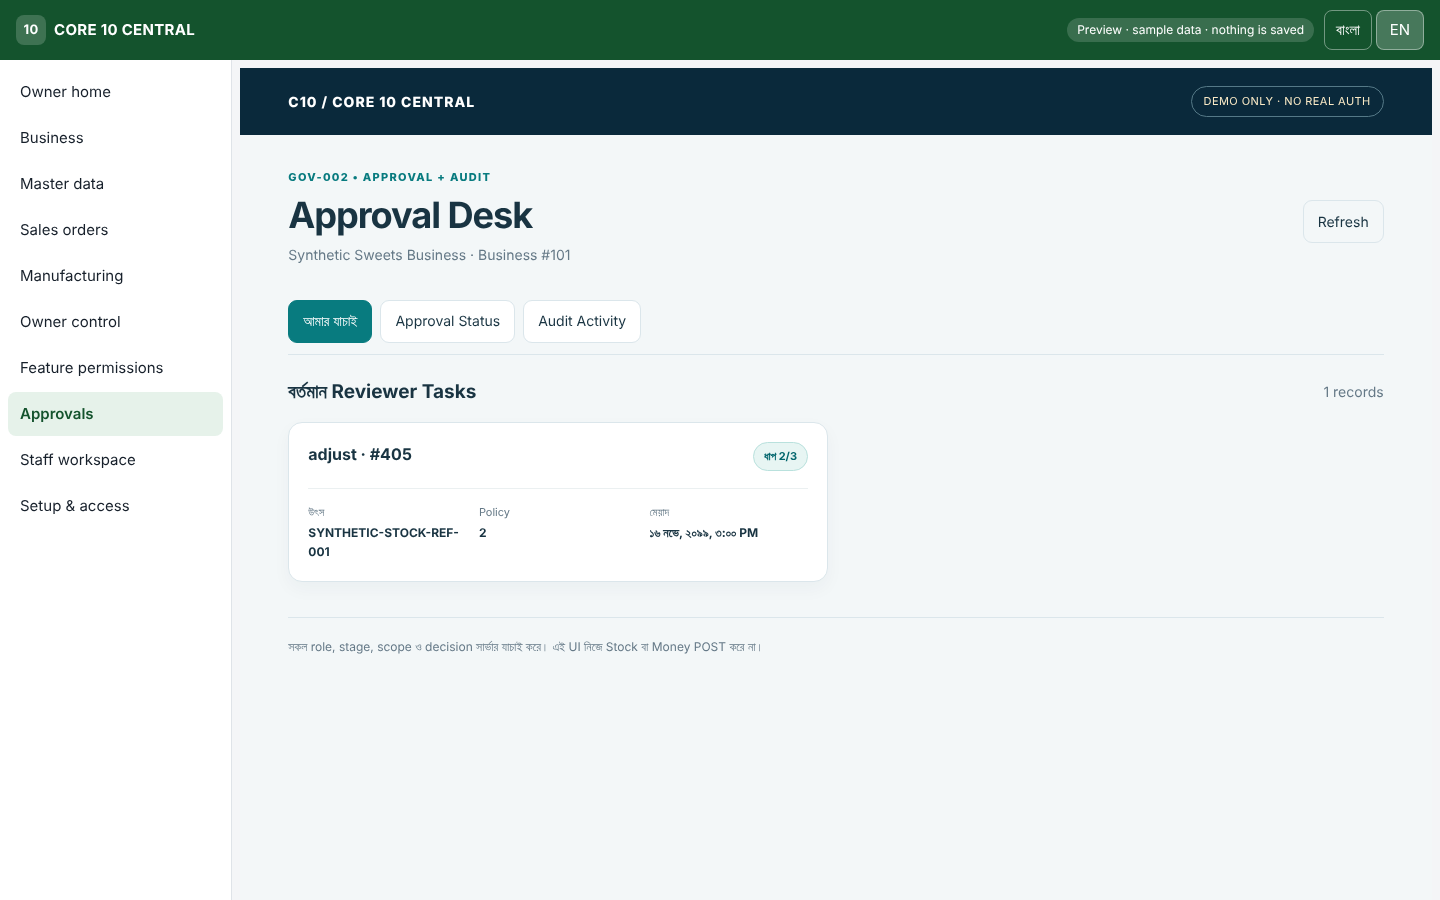 10 CORE 10 CENTRAL
Preview · sample data · nothing is saved
বাংলা
EN
Owner home
Business
Master data
Sales orders
Manufacturing
Owner control
Feature permissions
Approvals
Staff workspace
Setup & access
C10 / CORE 10 CENTRAL
DEMO ONLY · NO REAL AUTH
GOV-002 • APPROVAL + AUDIT
Approval Desk
Synthetic Sweets Business · Business #101
Refresh
আমার যাচাই
Approval Status
Audit Activity
বর্তমান Reviewer Tasks
1 records
adjust · #405
ধাপ 2/3
উৎস
SYNTHETIC-STOCK-REF-
001
Policy
2
মেয়াদ
১৬ নভে, ২০৯৯, ৩:০০ PM
সকল role, stage, scope ও decision সার্ভার যাচাই করে। এই UI নিজে Stock বা Money POST করে না।